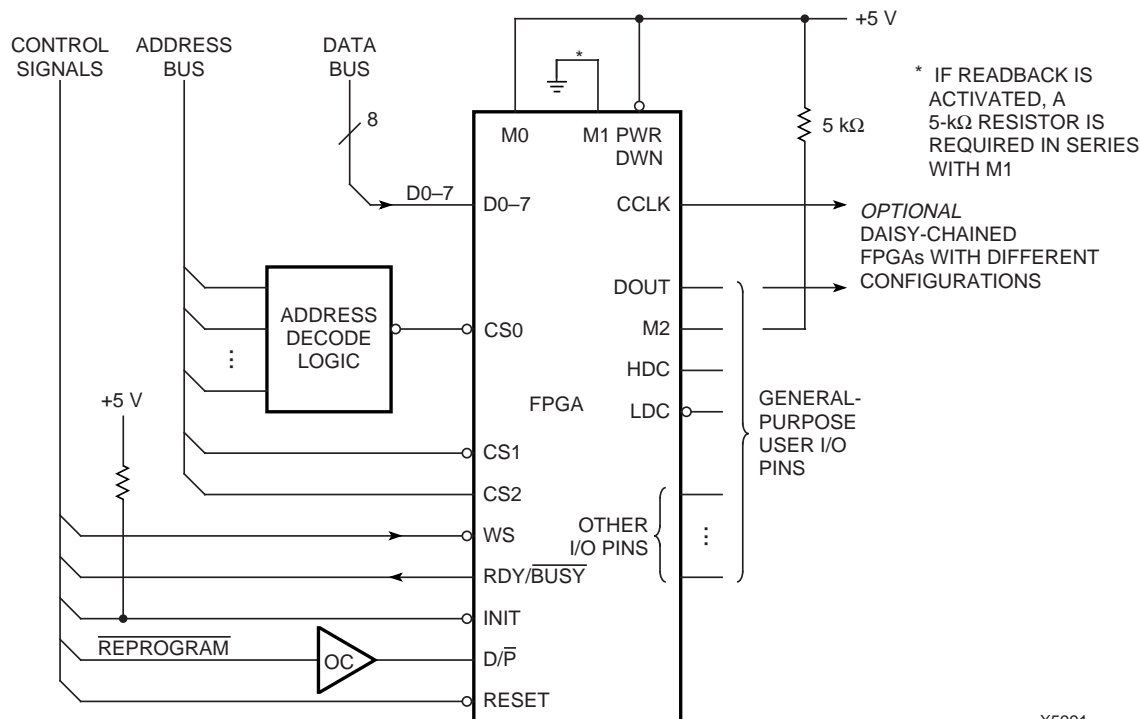 +5 V
CONTROL
SIGNALS
ADDRESS
BUS
DATA
BUS
*
* IF READBACK IS
ACTIVATED, A
5-kΩ RESISTOR IS
REQUIRED IN SERIES
WITH M1
8
5 kΩ
M0
M1 PWR
DWN
D0–7
D0–7
CCLK
OPTIONAL
DAISY-CHAINED
FPGAs WITH DIFFERENT
CONFIGURATIONS
DOUT
ADDRESS
DECODE
LOGIC
...
CS0
M2
HDC
+5 V
FPGA
LDC
GENERAL-
PURPOSE
USER I/O
PINS
CS1
CS2
OTHER
I/O PINS
...
WS
RDY/BUSY
INIT
REPROGRAM
OC
D/P
RESET